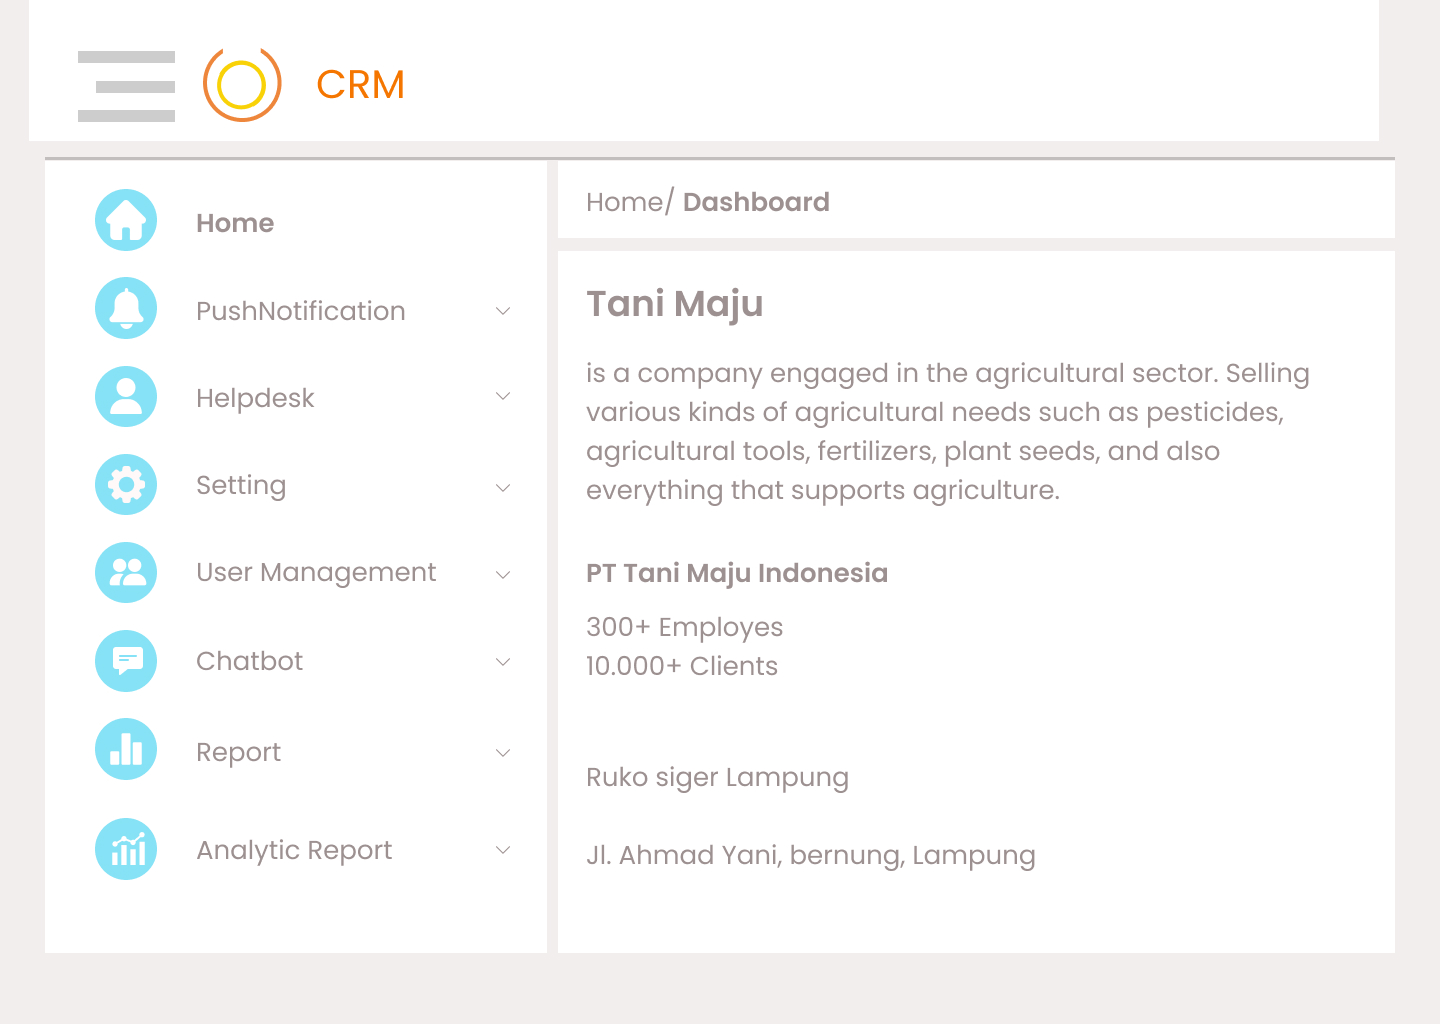 CRM
Home
PushNotification
Helpdesk
Setting
User Management
Chatbot
Report
Analytic Report
Home/ Dashboard
Tani Maju
is a company engaged in the agricultural sector. Selling
various kinds of agricultural needs such as pesticides,
agricultural tools, fertilizers, plant seeds, and also
everything that supports agriculture.
PT Tani Maju Indonesia
300+ Employes
10.000+ Clients
Ruko siger Lampung
Jl. Ahmad Yani, bernung, Lampung